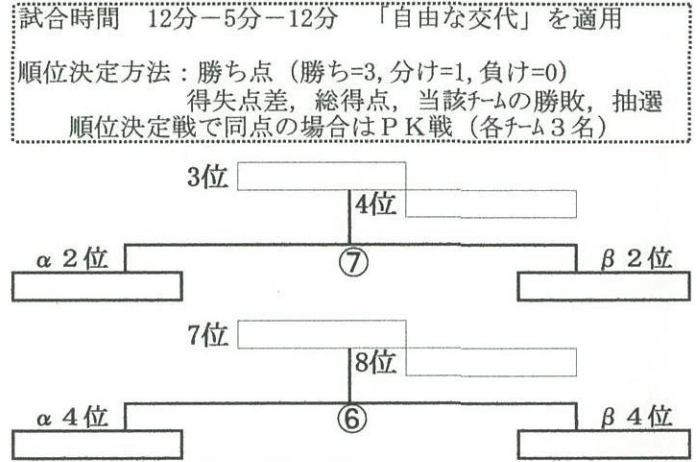 試合時間　12分－5分－12分　「自由な交代」を適用
順位決定方法：勝ち点（勝ち=3, 分け=1, 負け=0）
得失点差，総得点，当該ﾁｰﾑの勝敗，抽選
順位決定戦で同点の場合はＰＫ戦（各ﾁｰﾑ３名）
3位
4位
α２位
⑦
β２位
7位
8位
α４位
⑥
β４位